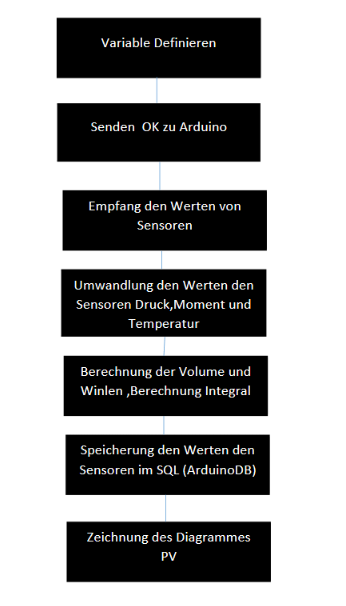 Variable Definieren
Senden OK zu Arduino
Empfang den Werten von
Sensoren
Umwandlung den Werten den
Sensoren Druck,Moment und
Temperatur
Berechnung der Volume und
Winlen ,Berechnung Integral
Speicherung den Werten den
Sensoren im SQL (ArduinoDB)
Zeichnung des Diagrammes
PV